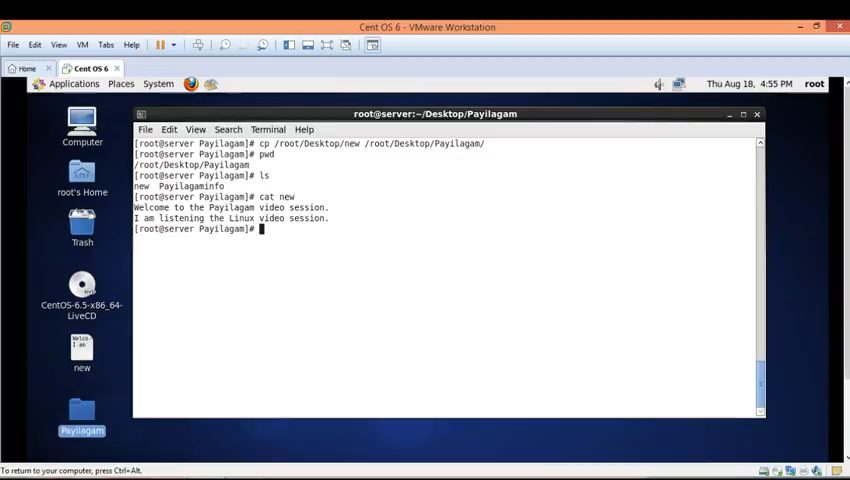 Cent OS 6 - VMware Workstation
File Edit View VM Tabs Help
Home Cent OS 6
Applications Places System Thu Aug 18, 4:55 PM root
root@server:~/Desktop/Payilagam
File Edit View Search Terminal Help
[root@server Payilagam]# cp /root/Desktop/new /root/Desktop/Payilagam/
[root@server Payilagam]# pwd
/root/Desktop/Payilagam
[root@server Payilagam]# ls
new Payilagaminfo
[root@server Payilagam]# cat new
Welcome to the Payilagam video session.
I am listening the Linux video session.
[root@server Payilagam]#
Computer
root's Home
Trash
CentOS-6.5-x86_64-
LiveCD
Welco
I am
new
Payilagam
To return to your computer, press Ctrl+Alt.